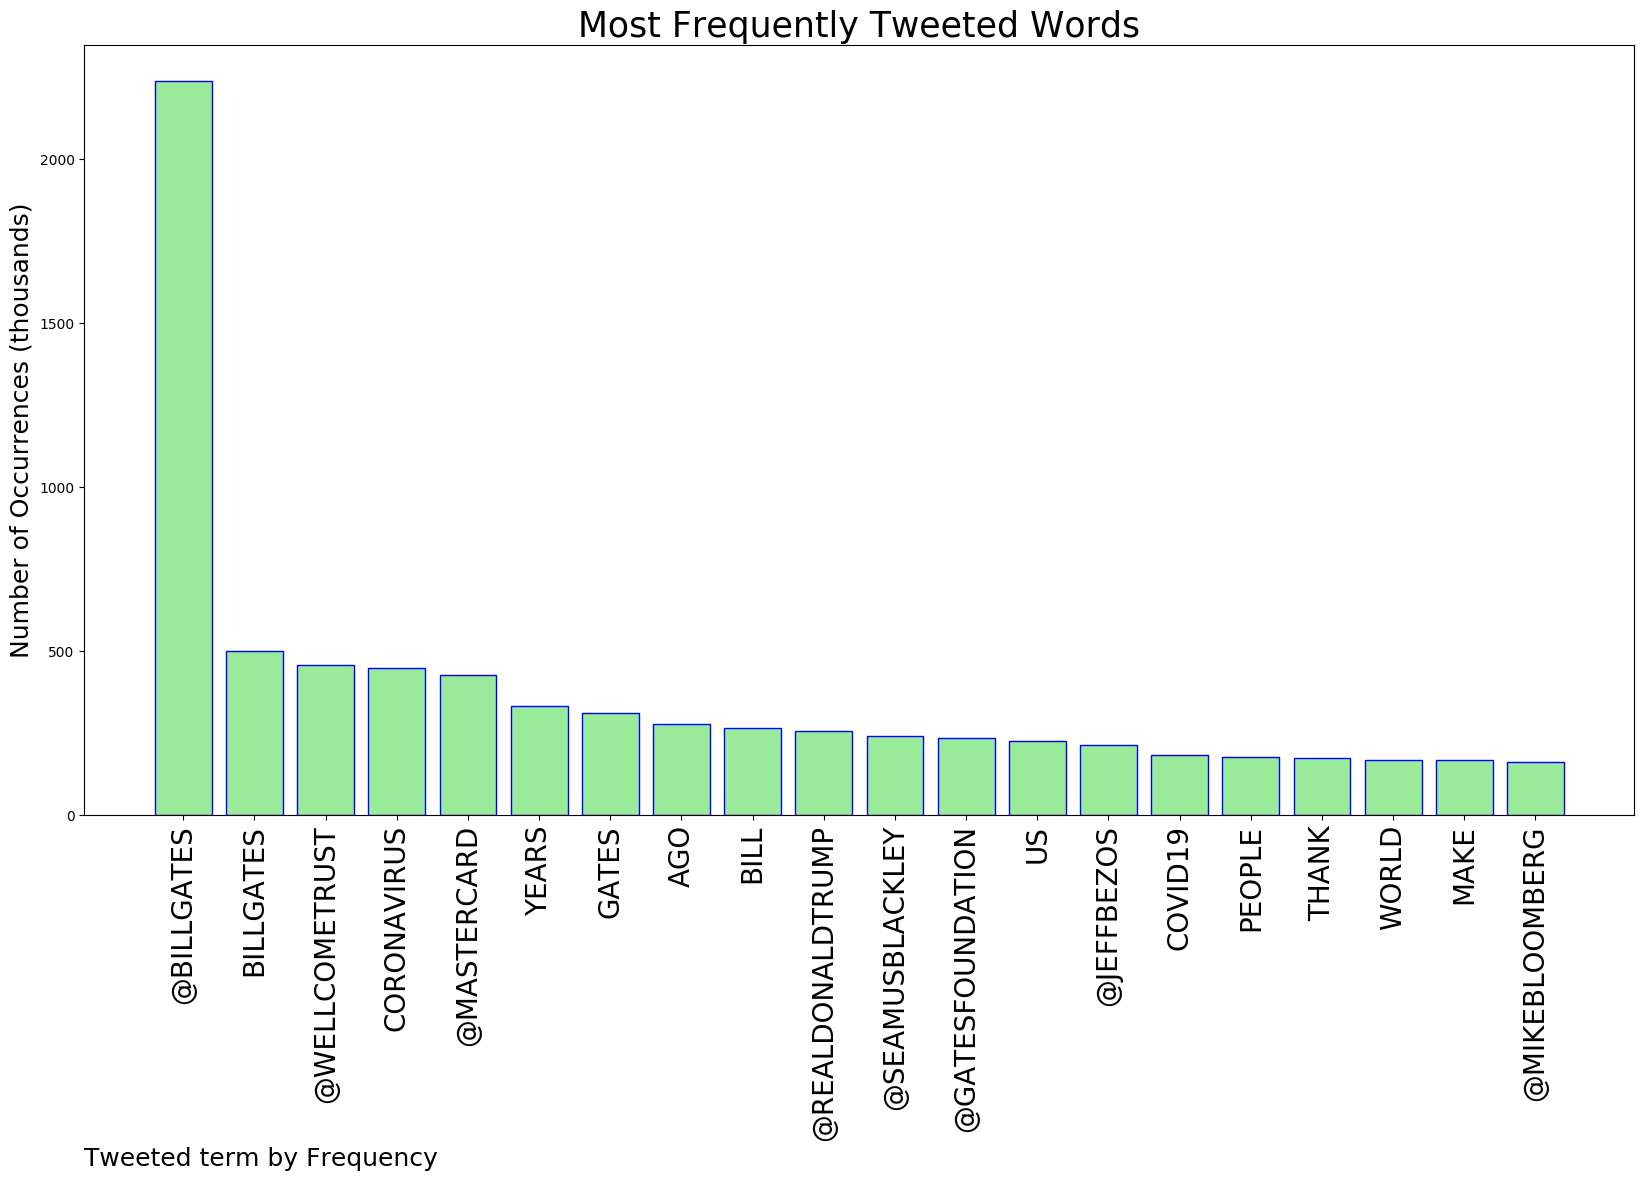 Most Frequently Tweeted Words
Number of Occurrences (thousands)
2000
1500
1000
500
0
@BILLGATES
BILLGATES
@WELLCOMETRUST
CORONAVIRUS
@MASTERCARD
YEARS
GATES
AGO
BILL
@REALDONALDTRUMP
@SEAMUSBLACKLEY
@GATESFOUNDATION
US
@JEFFBEZOS
COVID19
PEOPLE
THANK
WORLD
MAKE
@MIKEBLOOMBERG
Tweeted term by Frequency